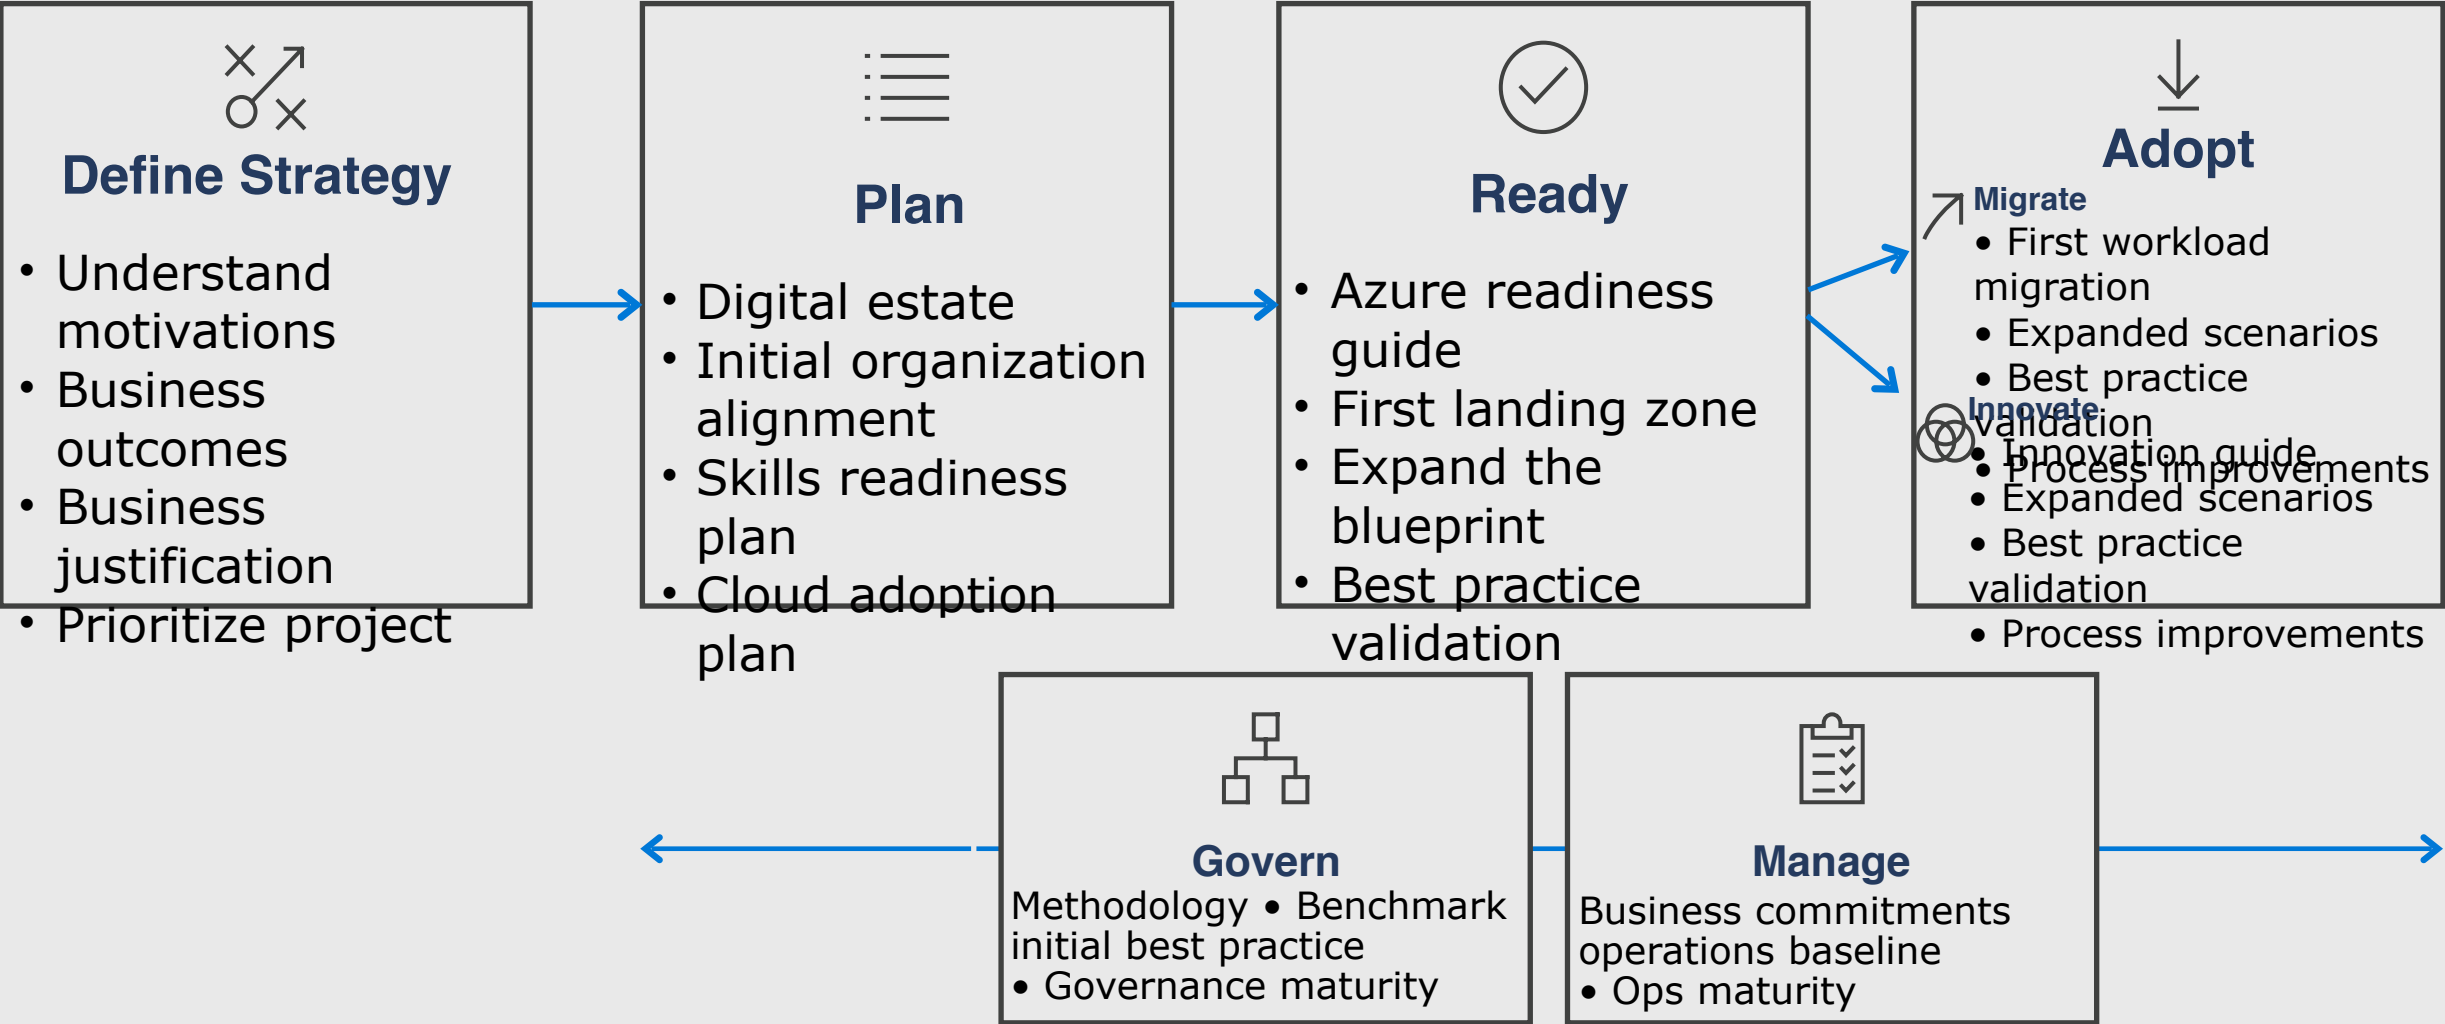 Define Strategy
• Understand
motivations
• Business
outcomes
• Business
justification
• Prioritize project
Plan
• Digital estate
• Initial organization
alignment
• Skills readiness
plan
• Cloud adoption
plan
Ready
• Azure readiness
guide
• First landing zone
• Expand the
blueprint
• Best practice
validation
Adopt
Migrate
• First workload
migration
• Expanded scenarios
• Best practice
validation
• Process improvements
Innovate
• Innovation guide
• Expanded scenarios
• Best practice
validation
• Process improvements
Govern
Methodology • Benchmark
initial best practice
• Governance maturity
Manage
Business commitments
operations baseline
• Ops maturity